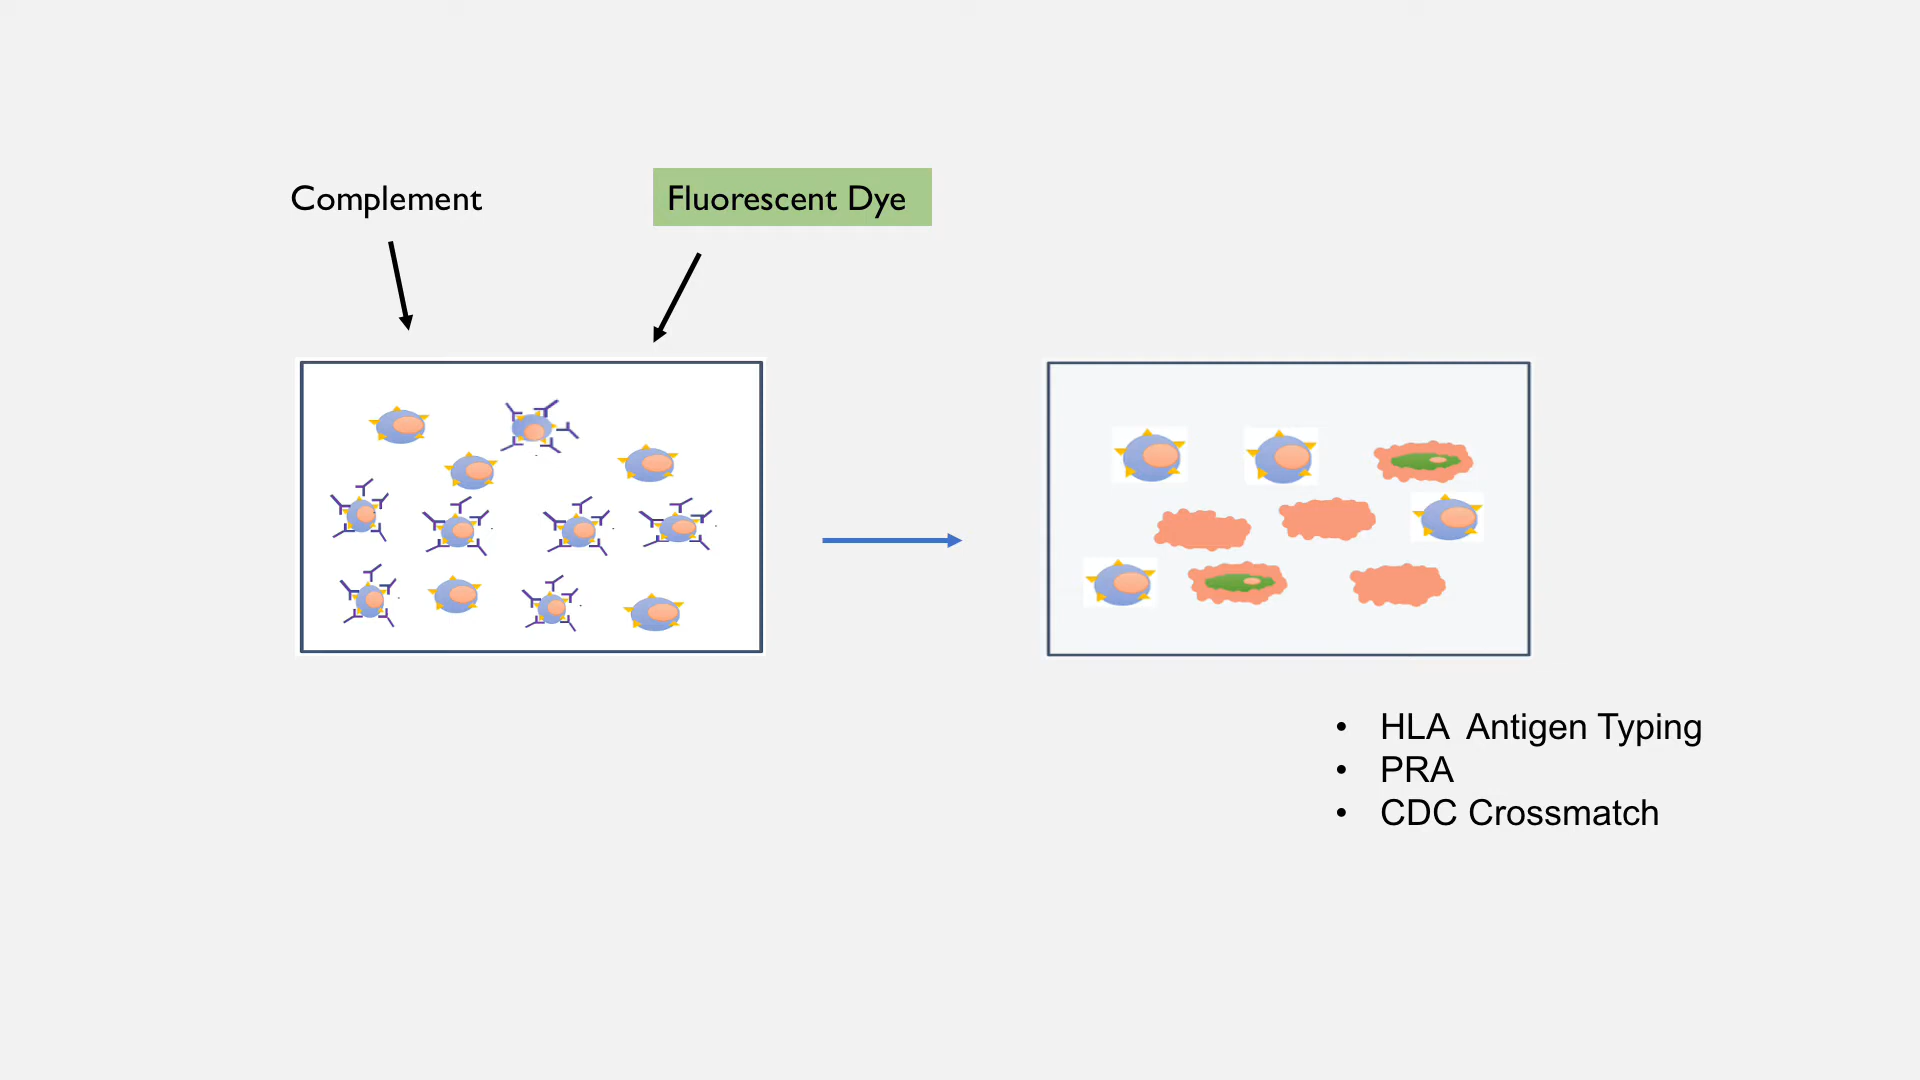 Complement
Fluorescent Dye
• HLA  Antigen Typing
• PRA
• CDC Crossmatch